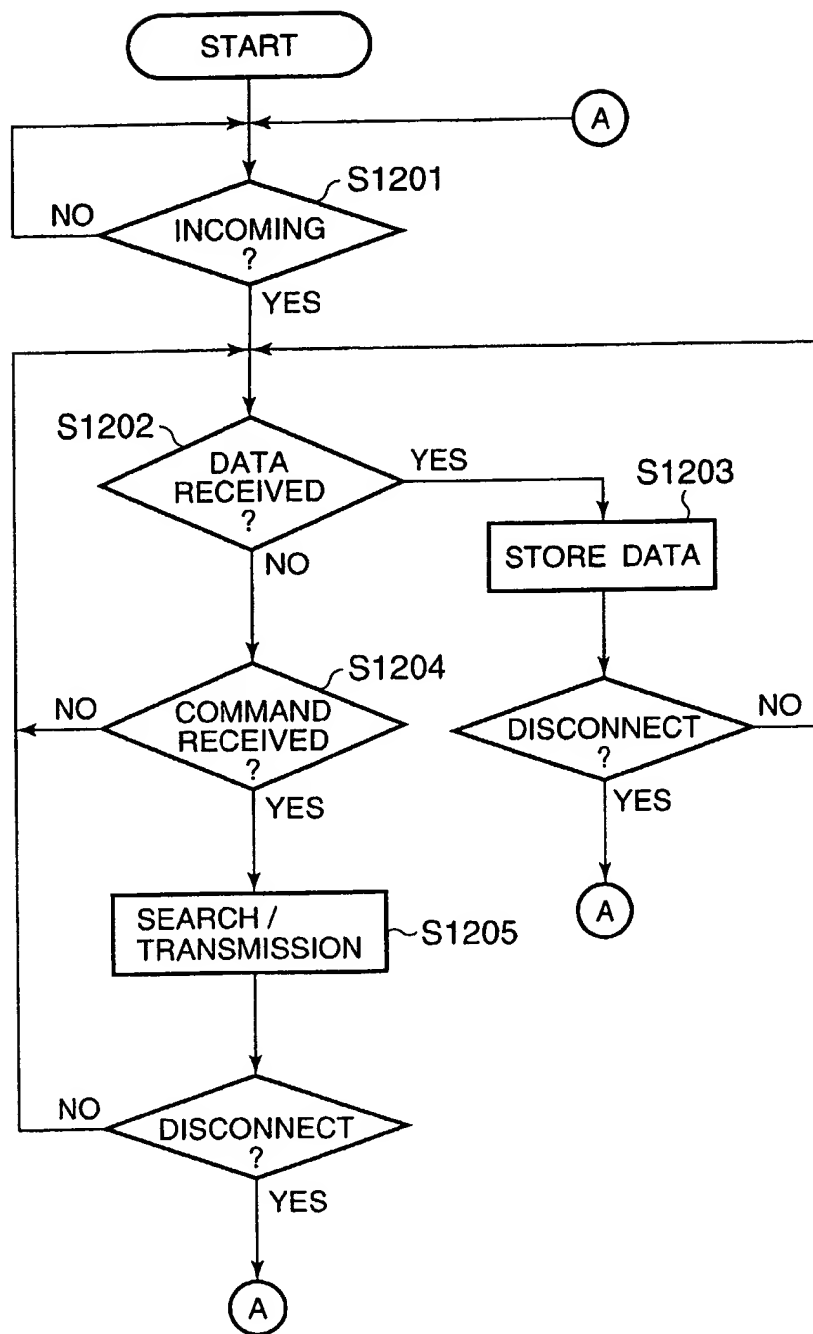 START
A
S1201
NO
INCOMING
?
YES
S1202
DATA
RECEIVED
?
YES
S1203
STORE DATA
NO
S1204
NO
COMMAND
RECEIVED
?
DISCONNECT
?
NO
YES
YES
A
SEARCH /
TRANSMISSION
S1205
NO
DISCONNECT
?
YES
A